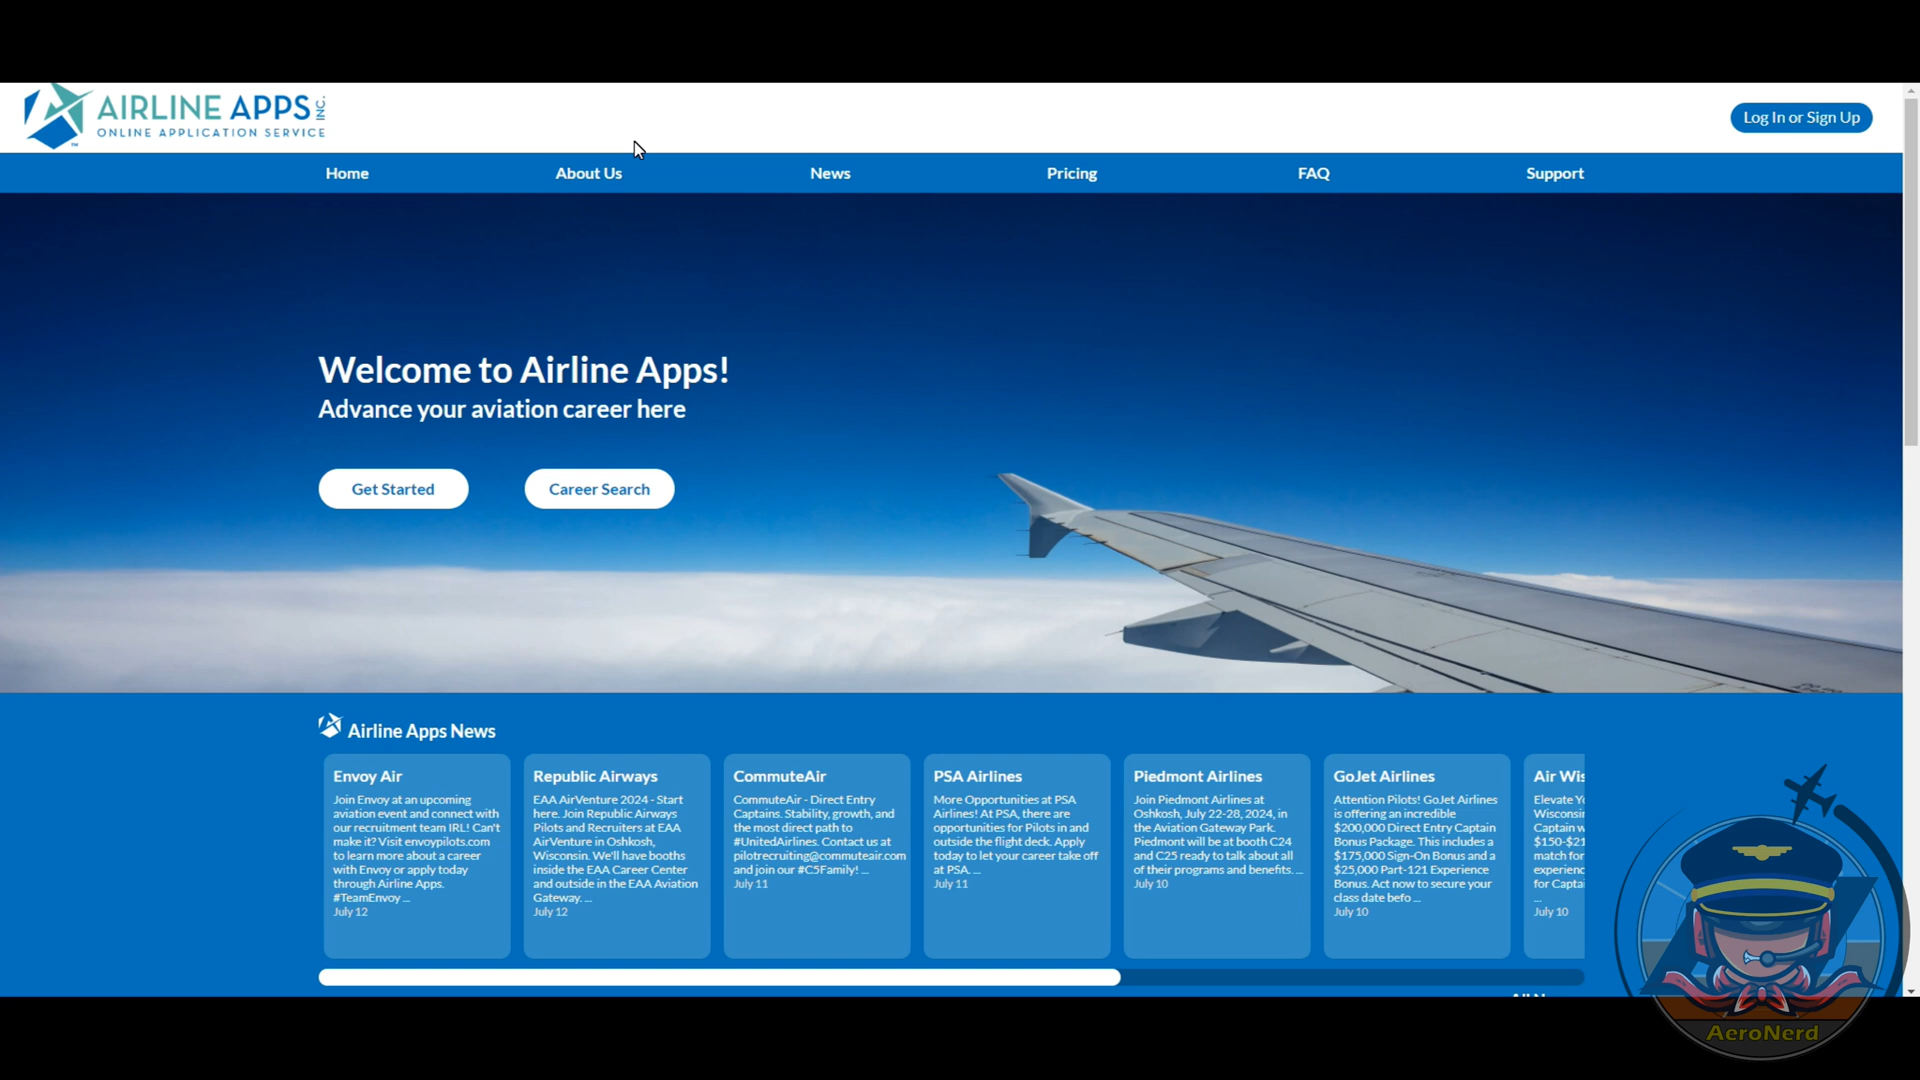 AIRLINE APPS INC.
ONLINE APPLICATION SERVICE
™
Log In or Sign Up
Home
About Us
News
Pricing
FAQ
Support
Welcome to Airline Apps!
Advance your aviation career here
Get Started
Career Search
Airline Apps News
Envoy Air
Join Envoy at an upcoming
aviation event and connect with
our recruitment team IRL! Can't
make it? Visit envoypilots.com
to learn more about a career
with Envoy or apply today
through Airline Apps.
#TeamEnvoy ...
July 12
Republic Airways
EAA AirVenture 2024 - Start
here. Join Republic Airways
Pilots and Recruiters at EAA
AirVenture in Oshkosh,
Wisconsin. We'll have booths
inside the EAA Career Center
and outside in the EAA Aviation
Gateway. ...
July 12
CommuteAir
CommuteAir - Direct Entry
Captains. Stability, growth, and
the most direct path to
#UnitedAirlines. Contact us at
pilotrecruiting@commuteair.com
and join our #C5Family! ...
July 11
PSA Airlines
More Opportunities at PSA
Airlines! At PSA, there are
opportunities for Pilots in and
outside the flight deck. Apply
today to let your career take off
at PSA. ...
July 11
Piedmont Airlines
Join Piedmont Airlines at
Oshkosh, July 22-28, 2024, in
the Aviation Gateway Park.
Piedmont will be at booth C24
and C25 ready to talk about all
of their programs and benefits. ...
July 10
GoJet Airlines
Attention Pilots! GoJet Airlines
is offering an incredible
$200,000 Direct Entry Captain
Bonus Package. This includes a
$175,000 Sign-On Bonus and a
$25,000 Part-121 Experience
Bonus. Act now to secure your
class date befo ...
July 10
Air Wis
Elevate Yo
Wisconsin
Captain w
$150-$21
match for
experienc
for Captai
...
July 10
AeroNerd